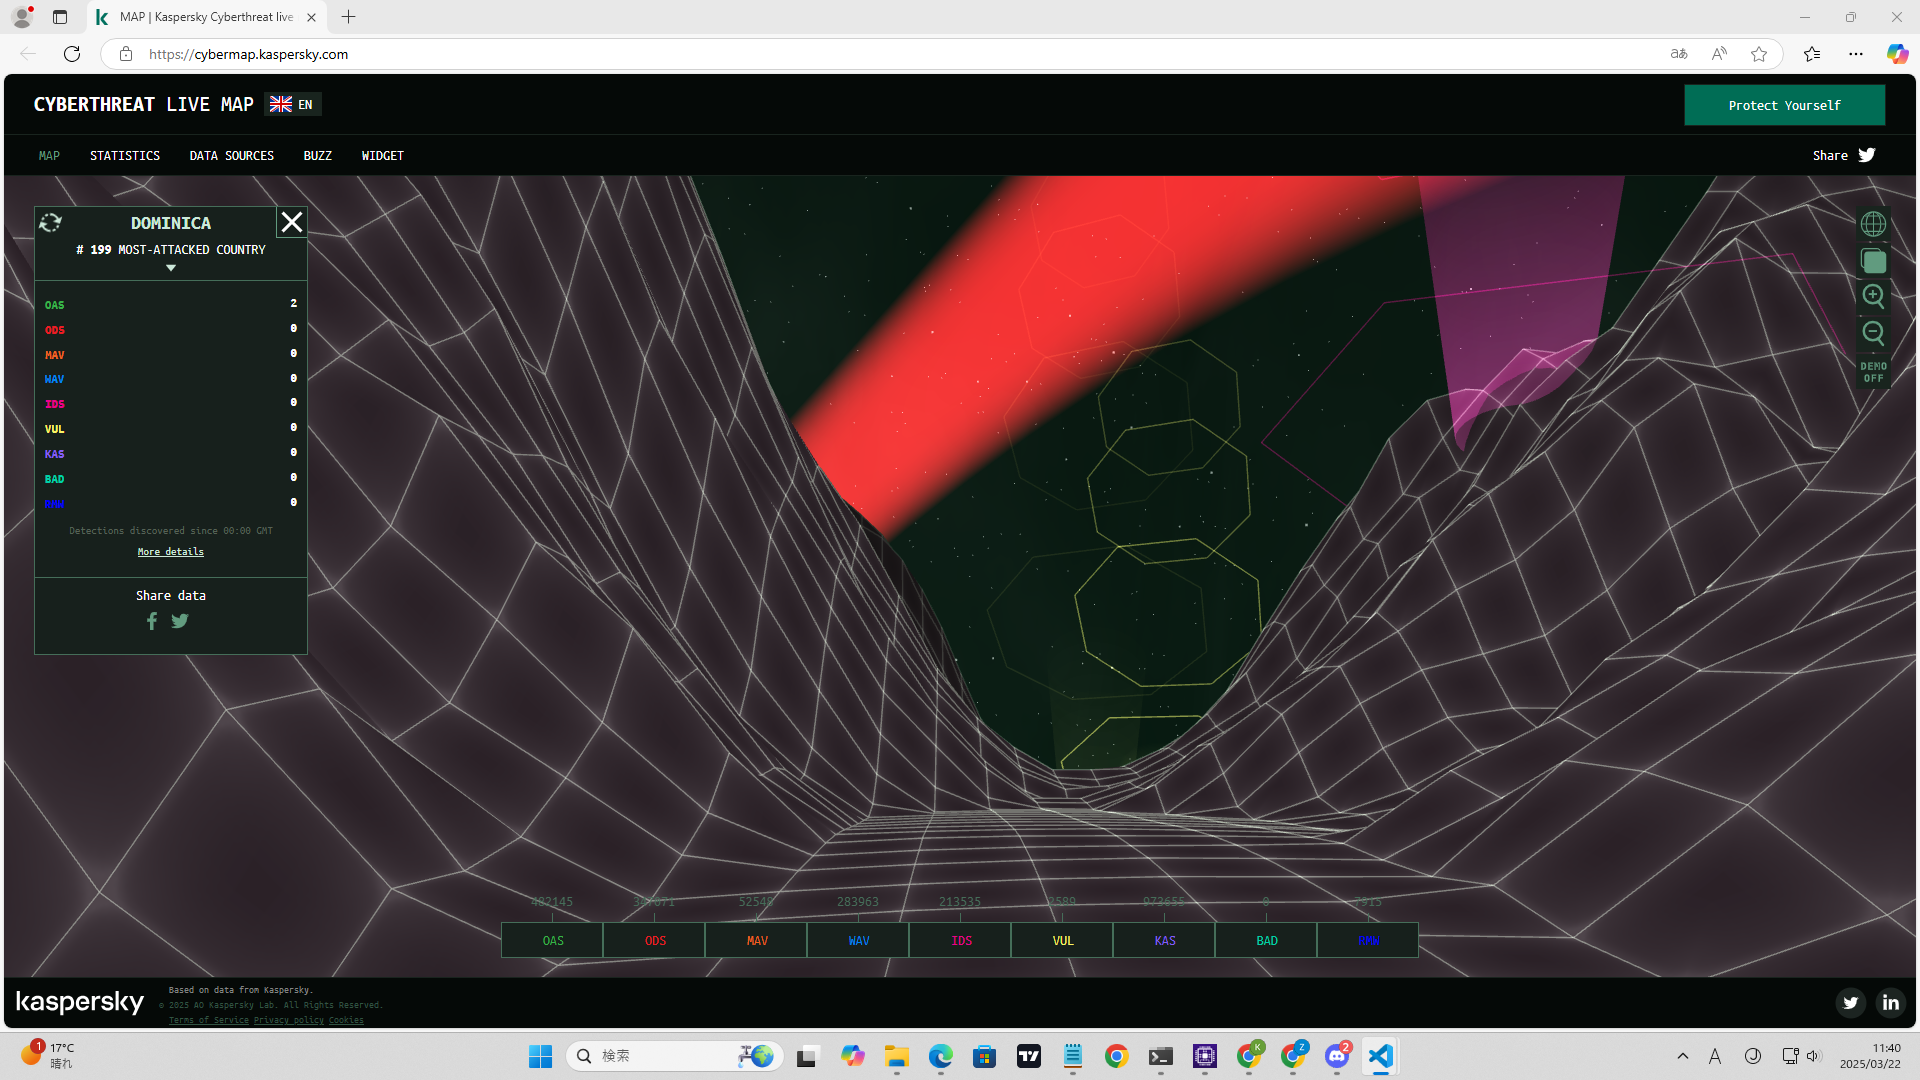 MAP | Kaspersky Cyberthreat live
https://cybermap.kaspersky.com
CYBERTHREAT LIVE MAP EN
Protect Yourself
MAP STATISTICS DATA SOURCES BUZZ WIDGET
Share
DOMINICA
# 199 MOST-ATTACKED COUNTRY
OAS 2
ODS 0
MAV 0
WAV 0
IDS 0
VUL 0
KAS 0
BAD 0
RMW 0
Detections discovered since 00:00 GMT
More details
Share data
DEMO
OFF
52548 283963 213535 973655 0 7915
OAS ODS MAV WAV IDS VUL KAS BAD RMW
kaspersky
Based on data from Kaspersky.
© 2025 AO Kaspersky Lab. All Rights Reserved.
Terms of Service Privacy policy Cookies
1
17°C
晴れ
検索
K
Z
2
A
11:40
2025/03/22